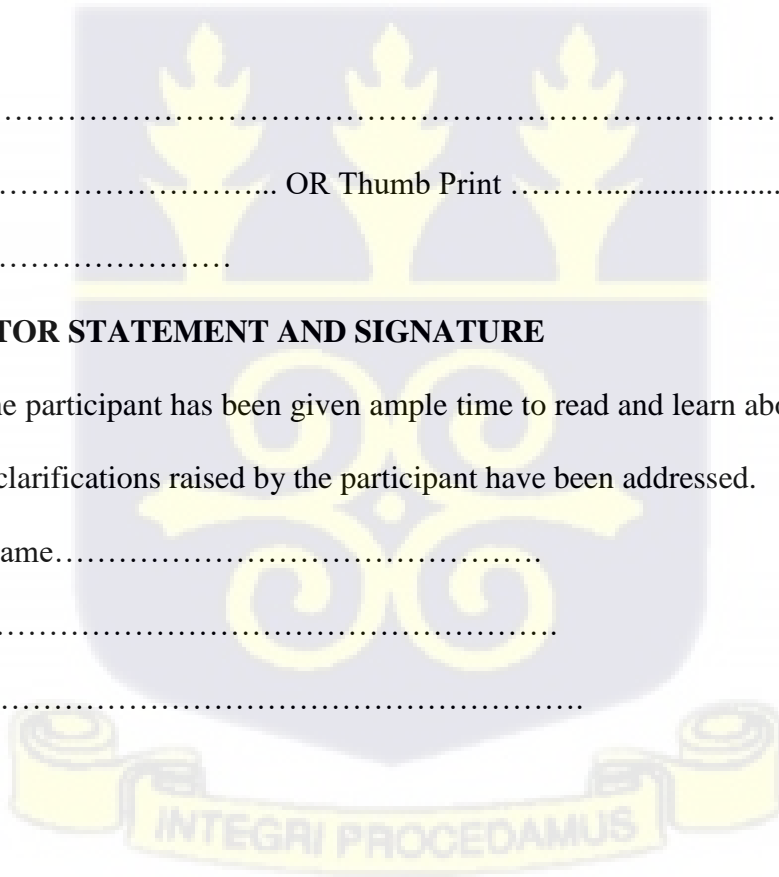 ……………………………………………………………….…….…
……………………….………... OR Thumb Print ………........................
…………………………
TOR STATEMENT AND SIGNATURE
he participant has been given ample time to read and learn abo
clarifications raised by the participant have been addressed.
ame……………………………………………….
………………………………………………….
…………………………………………………….
INTEGRI PROCEDAMUS